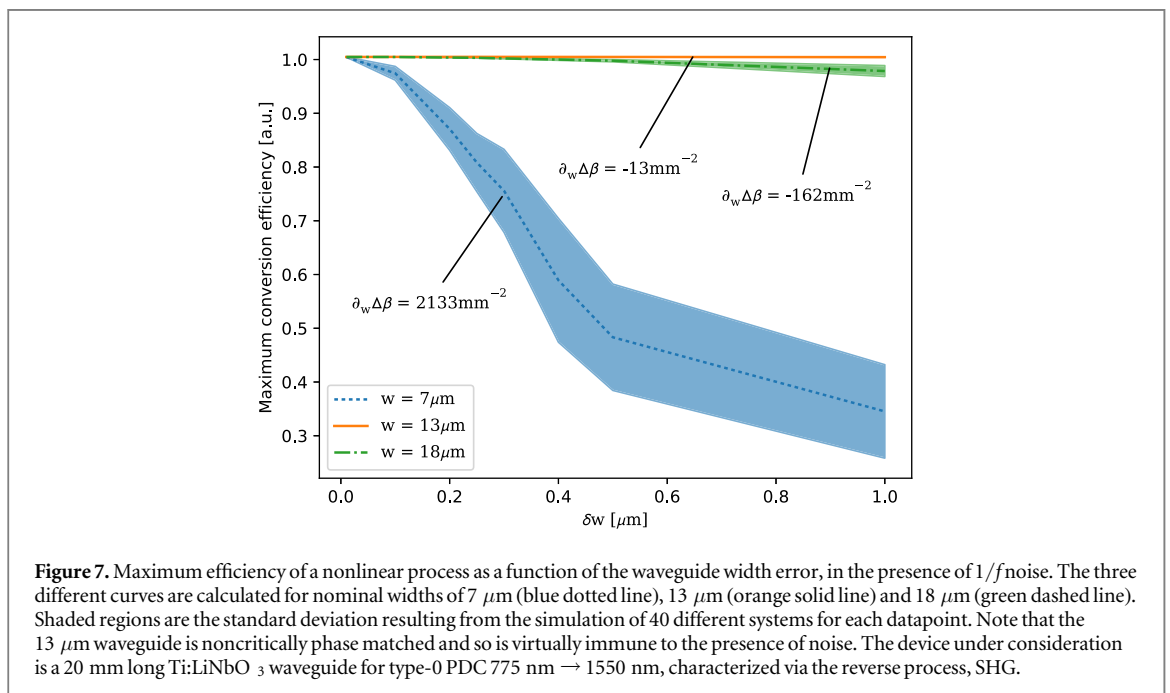 1.0
0.9
0.8
0.7
0.6
0.5
0.4
0.3
Maximum conversion efficiency [a.u.]
∂wΔβ = -13mm⁻²
∂wΔβ = -162mm⁻²
∂wΔβ = 2133mm⁻²
w = 7μm
w = 13μm
w = 18μm
0.0 0.2 0.4 0.6 0.8 1.0
δw [μm]
Figure 7. Maximum efficiency of a nonlinear process as a function of the waveguide width error, in the presence of 1/f noise. The three
different curves are calculated for nominal widths of 7 μm (blue dotted line), 13 μm (orange solid line) and 18 μm (green dashed line).
Shaded regions are the standard deviation resulting from the simulation of 40 different systems for each datapoint. Note that the
13 μm waveguide is noncritically phase matched and so is virtually immune to the presence of noise. The device under consideration
is a 20 mm long Ti:LiNbO 3 waveguide for type-0 PDC 775 nm → 1550 nm, characterized via the reverse process, SHG.